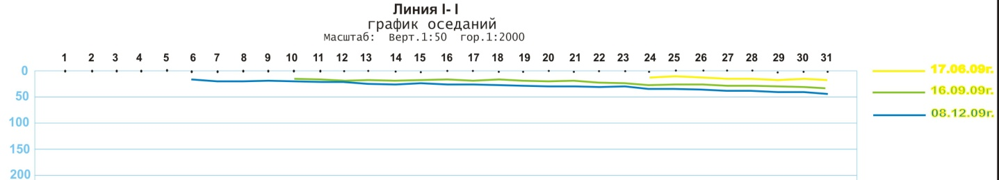 Линия I- I
график оседаний
Масштаб: Верт.1:50 гор.1:2000
1 2 3 4 5 6 7 8 9 10 11 12 13 14 15 16 17 18 19 20 21 22 23 24 25 26 27 28 29 30 31
0
50
100
150
200
17.06.09г.
16.09.09г.
08.12.09г.